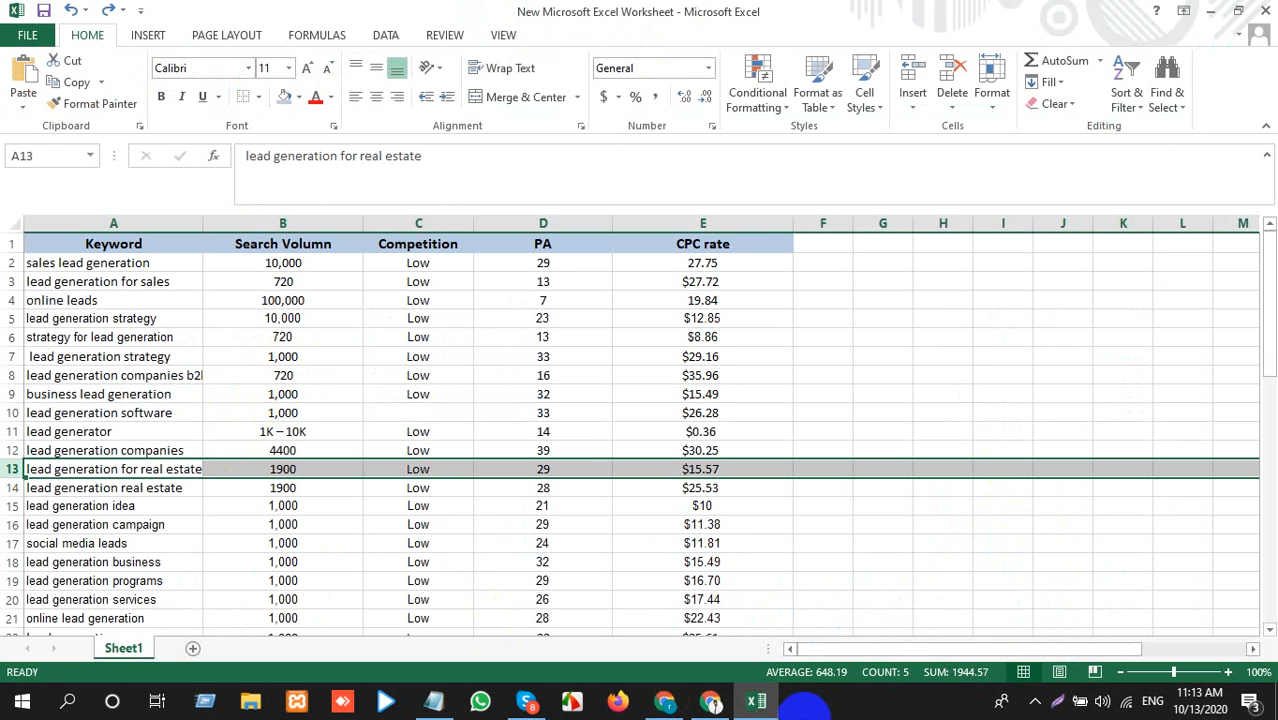 New Microsoft Excel Worksheet - Microsoft Excel
FILE HOME INSERT PAGE LAYOUT FORMULAS DATA REVIEW VIEW
Paste Cut Copy Format Painter Clipboard
Calibri 11 B I U A Font
Wrap Text Merge & Center Alignment
General $ % , Number
Conditional Formatting Format as Table Cell Styles Styles
Insert Delete Format Cells
AutoSum Fill Clear Sort & Filter Find & Select Editing
A13 fx lead generation for real estate
A B C D E F G H I J K L M
1 Keyword Search Volumn Competition PA CPC rate
2 sales lead generation 10,000 Low 29 27.75
3 lead generation for sales 720 Low 13 $27.72
4 online leads 100,000 Low 7 19.84
5 lead generation strategy 10,000 Low 23 $12.85
6 strategy for lead generation 720 Low 13 $8.86
7 lead generation strategy 1,000 Low 33 $29.16
8 lead generation companies b2 720 Low 16 $35.96
9 business lead generation 1,000 Low 32 $15.49
10 lead generation software 1,000 33 $26.28
11 lead generator 1K – 10K Low 14 $0.36
12 lead generation companies 4400 Low 39 $30.25
13 lead generation for real estate 1900 Low 29 $15.57
14 lead generation real estate 1900 Low 28 $25.53
15 lead generation idea 1,000 Low 21 $10
16 lead generation campaign 1,000 Low 29 $11.38
17 social media leads 1,000 Low 24 $11.81
18 lead generation business 1,000 Low 32 $15.49
19 lead generation programs 1,000 Low 29 $16.70
20 lead generation services 1,000 Low 26 $17.44
21 online lead generation 1,000 Low 28 $22.43
Sheet1
READY AVERAGE: 648.19 COUNT: 5 SUM: 1944.57 100%
ENG 11:13 AM
10/13/2020